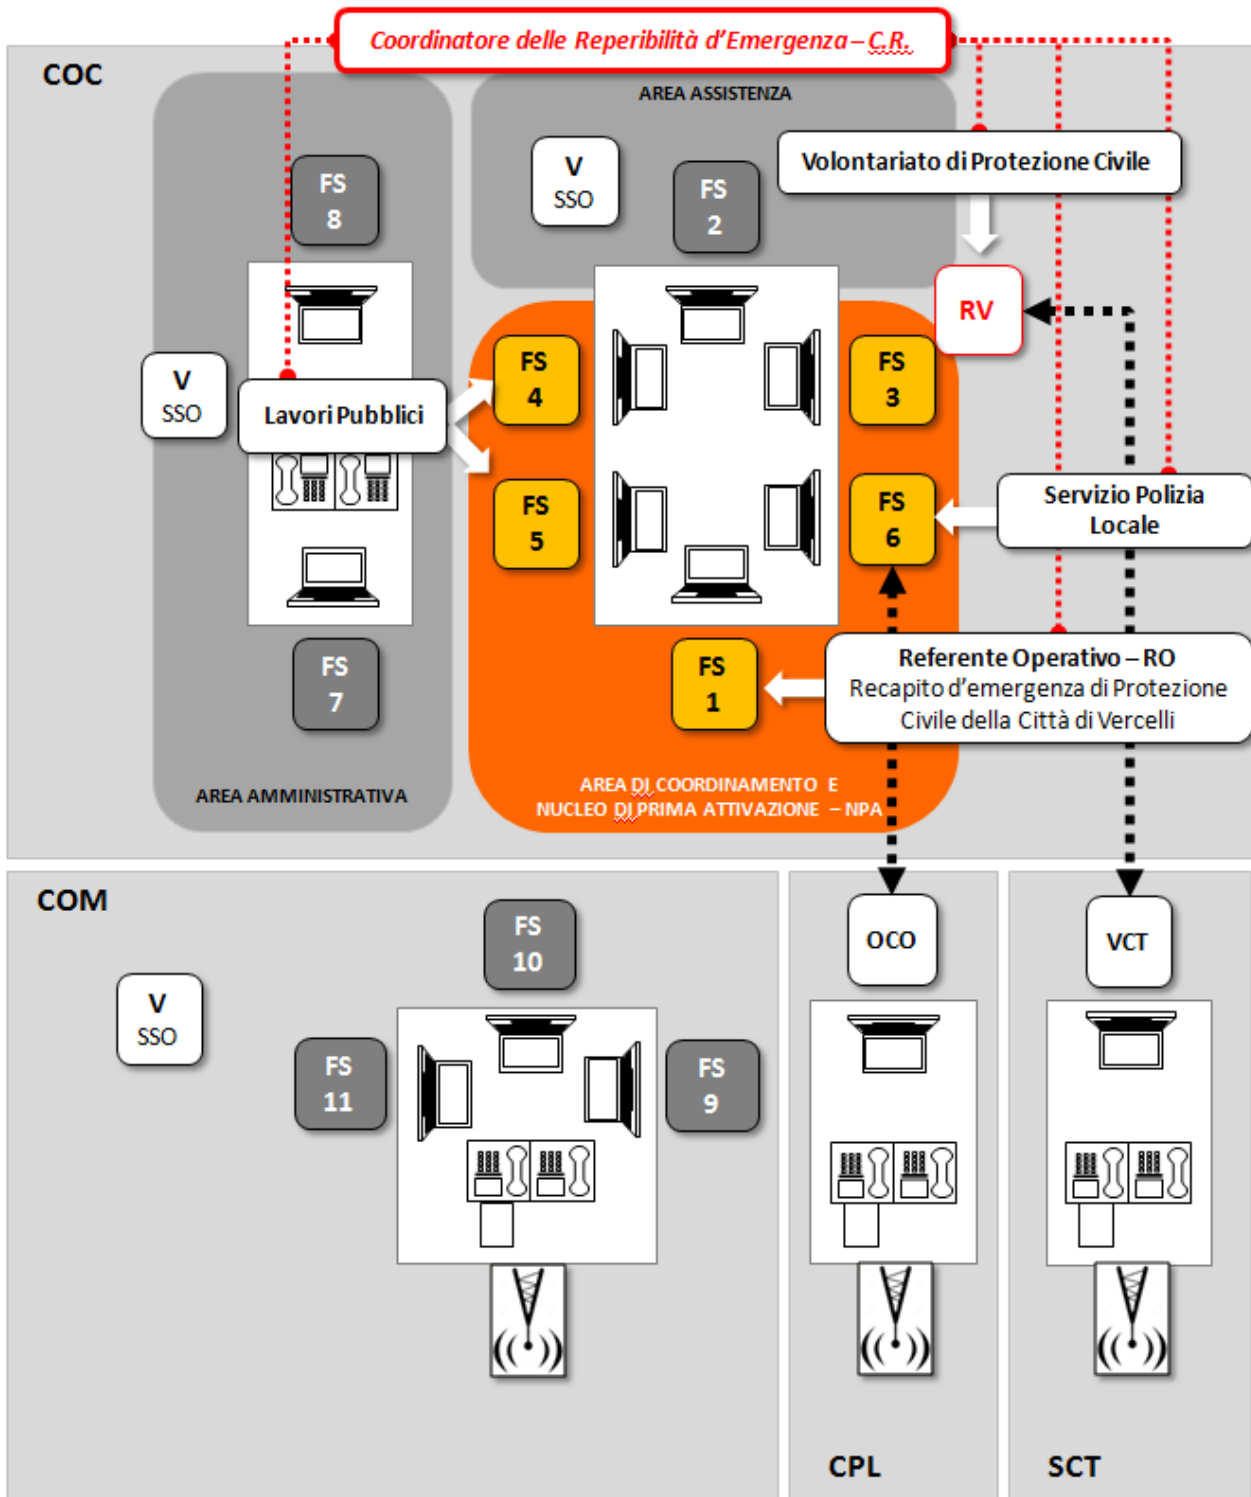 Coordinatore delle Reperibilità d'Emergenza – C.R.
COC
AREA ASSISTENZA
V
SSO
FS
8
FS
2
Volontariato di Protezione Civile
RV
V
SSO
Lavori Pubblici
FS
4
FS
3
FS
5
FS
6
Servizio Polizia
Locale
FS
7
FS
1
Referente Operativo – RO
Recapito d'emergenza di Protezione
Civile della Città di Vercelli
AREA AMMINISTRATIVA
AREA DI COORDINAMENTO E
NUCLEO DI PRIMA ATTIVAZIONE – NPA
COM
FS
10
V
SSO
FS
11
FS
9
OCO
VCT
CPL
SCT